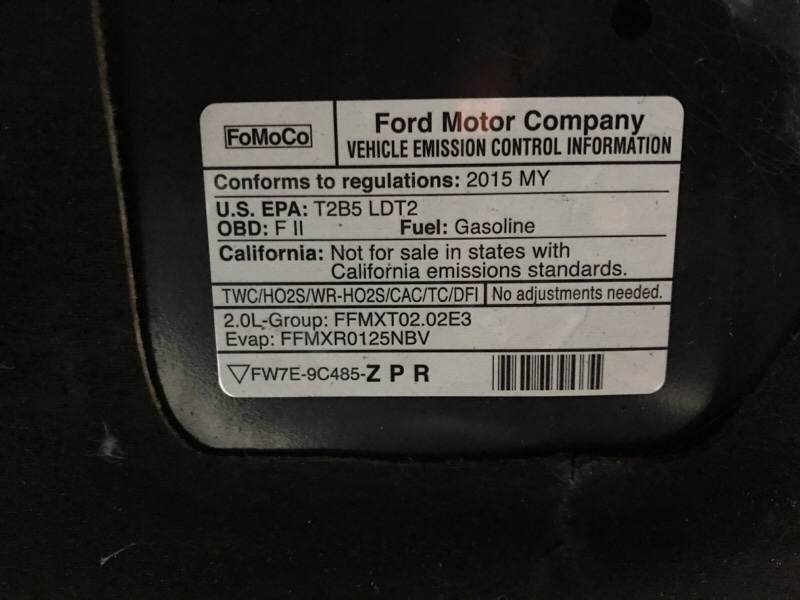 FoMoCo
Ford Motor Company
VEHICLE EMISSION CONTROL INFORMATION
Conforms to regulations: 2015 MY
U.S. EPA: T2B5 LDT2
OBD: F II Fuel: Gasoline
California: Not for sale in states with
California emissions standards.
TWC/HO2S/WR-HO2S/CAC/TC/DFI No adjustments needed.
2.0L-Group: FFMXT02.02E3
Evap: FFMXR0125NBV
▽FW7E-9C485-Z P R